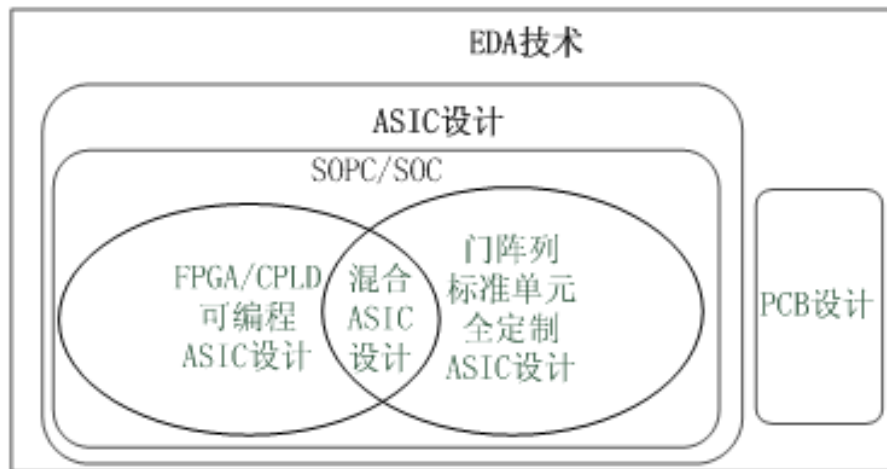 EDA技术
ASIC设计
SOPC/SOC
FPGA/CPLD
可编程
ASIC设计
混合
ASIC
设计
门阵列
标准单元
全定制
ASIC设计
PCB设计